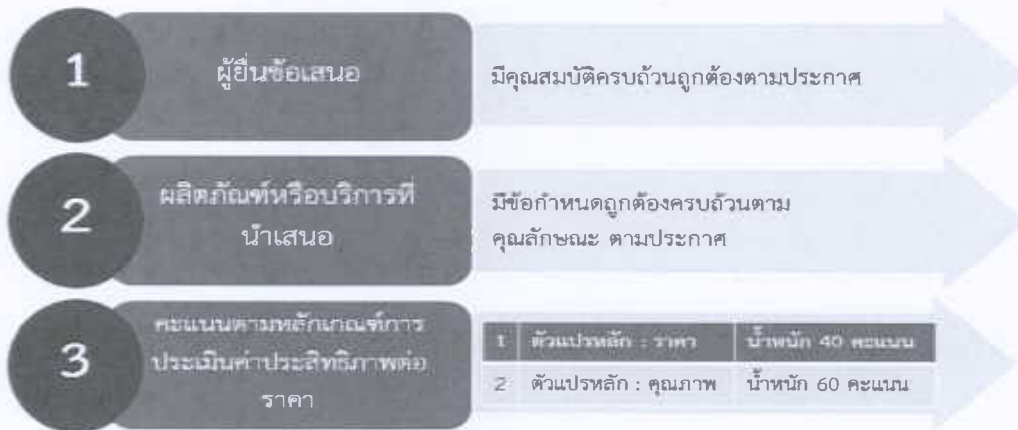 1
ผู้ยื่นข้อเสนอ
มีคุณสมบัติครบถ้วนถูกต้องตามประกาศ
2
ผลิตภัณฑ์หรือบริการที่
นำเสนอ
มีข้อกำหนดถูกต้องครบถ้วนตาม
คุณลักษณะ ตามประกาศ
3
คะแนนตามหลักเกณฑ์การ
ประเมินค่าประสิทธิภาพต่อ
ราคา
1 ตัวแปรหลัก : ราคา น้ำหนัก 40 คะแนน
2 ตัวแปรหลัก : คุณภาพ น้ำหนัก 60 คะแนน